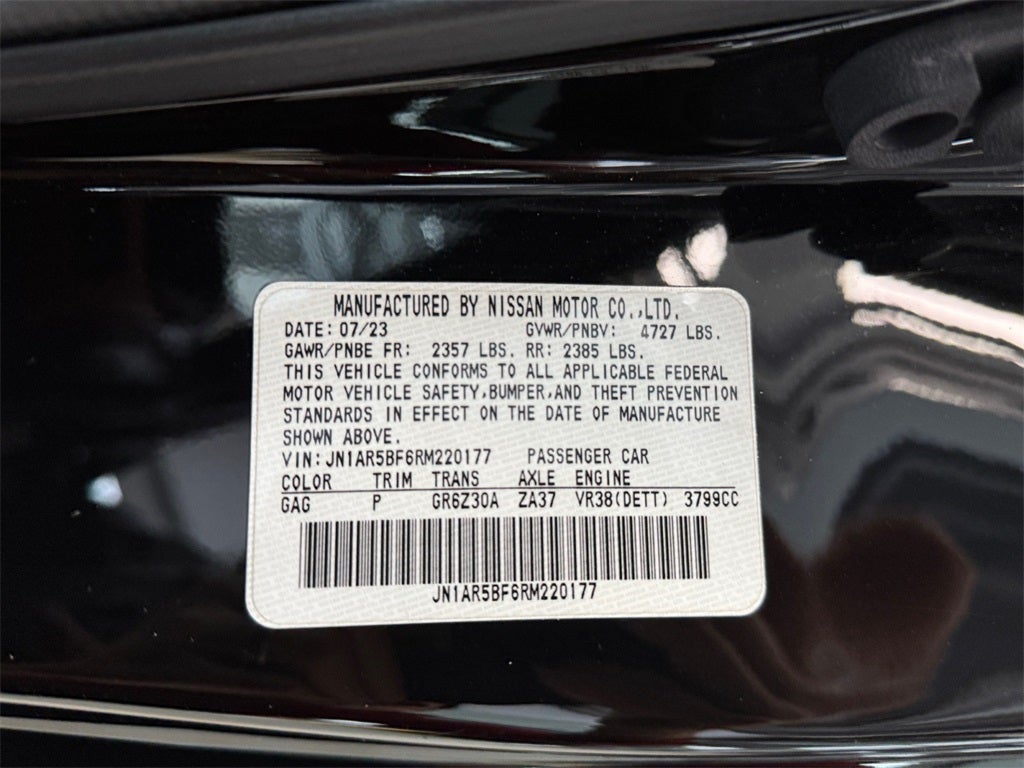 MANUFACTURED BY NISSAN MOTOR CO.,LTD.
DATE: 07/23 GVWR/PNBV: 4727 LBS.
GAWR/PNBE FR: 2357 LBS. RR: 2385 LBS.
THIS VEHICLE CONFORMS TO ALL APPLICABLE FEDERAL
MOTOR VEHICLE SAFETY,BUMPER,AND THEFT PREVENTION
STANDARDS IN EFFECT ON THE DATE OF MANUFACTURE
SHOWN ABOVE.
VIN:JN1AR5BF6RM220177 PASSENGER CAR
COLOR TRIM TRANS AXLE ENGINE
GAG P GR6Z30A ZA37 VR38(DETT) 3799CC
JN1AR5BF6RM220177